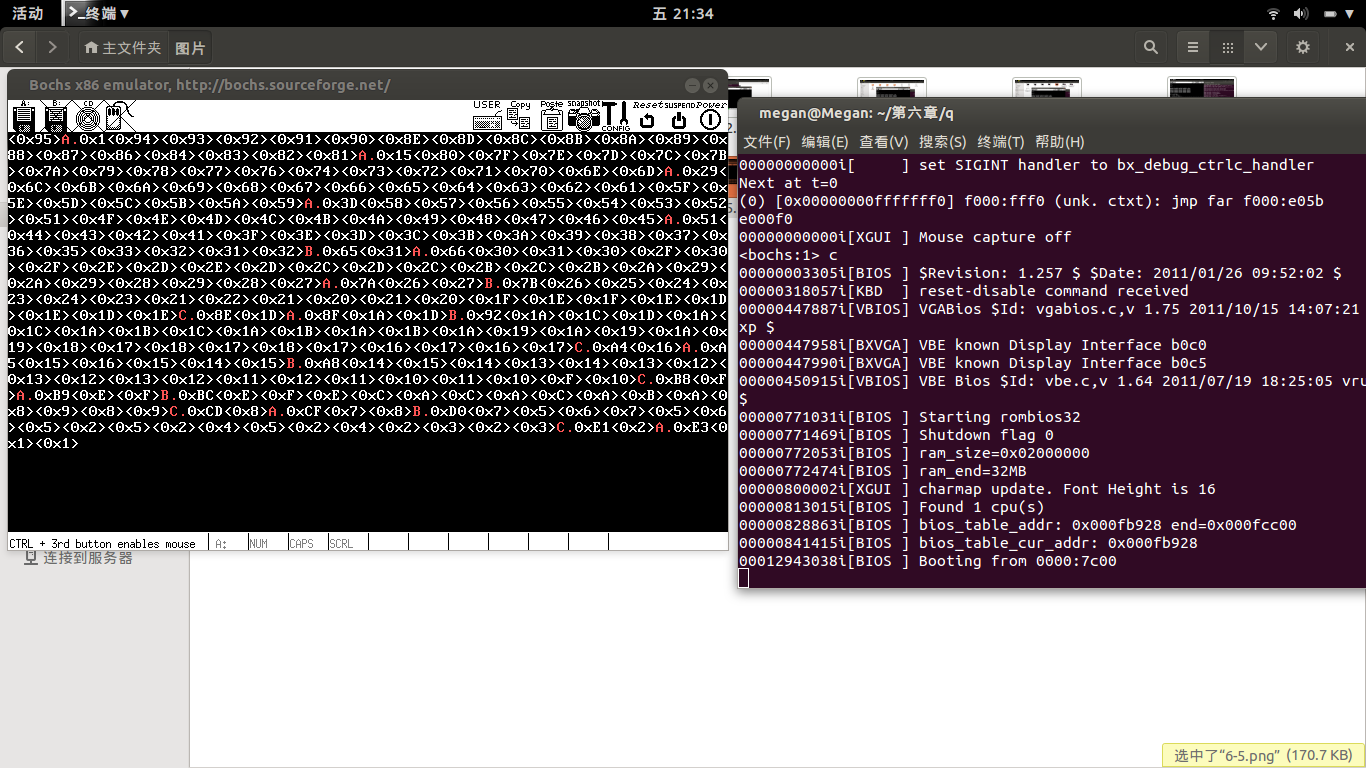 活动
终端 ▾
五 21:34
主文件夹
图片
Bochs x86 emulator, http://bochs.sourceforge.net/
A:
B:
CD
USER
Copy
Paste
snapshot
CONFIG
Reset
SUSPEND
Power
<0x95>A.0x1<0x94><0x93><0x92><0x91><0x90><0x8E><0x8D><0x8C><0x8B><0x8A><0x89><0x
88><0x87><0x86><0x84><0x83><0x82><0x81>A.0x15<0x80><0x7F><0x7E><0x7D><0x7C><0x7B
><0x7A><0x79><0x78><0x77><0x76><0x74><0x73><0x72><0x71><0x70><0x6E><0x6D>A.0x29<
0x6C><0x6B><0x6A><0x69><0x68><0x67><0x66><0x65><0x64><0x63><0x62><0x61><0x5F><0x
5E><0x5D><0x5C><0x5B><0x5A><0x59>A.0x3D<0x58><0x57><0x56><0x55><0x54><0x53><0x52
><0x51><0x4F><0x4E><0x4D><0x4C><0x4B><0x4A><0x49><0x48><0x47><0x46><0x45>A.0x51<
0x44><0x43><0x42><0x41><0x3F><0x3E><0x3D><0x3C><0x3B><0x3A><0x39><0x38><0x37><0x
36><0x35><0x33><0x32><0x31><0x32>B.0x65<0x31>A.0x66<0x30><0x31><0x30><0x2F><0x30
><0x2F><0x2E><0x2D><0x2E><0x2D><0x2C><0x2D><0x2C><0x2B><0x2C><0x2B><0x2A><0x29><
0x2A><0x29><0x28><0x29><0x28><0x27>A.0x7A<0x26><0x27>B.0x7B<0x26><0x25><0x24><0x
23><0x24><0x23><0x21><0x22><0x21><0x20><0x21><0x20><0x1F><0x1E><0x1F><0x1E><0x1D
><0x1E><0x1D><0x1E>C.0x8E<0x1D>A.0x8F<0x1A><0x1D>B.0x92<0x1A><0x1C><0x1D><0x1A><
0x1C><0x1A><0x1B><0x1C><0x1A><0x1B><0x1A><0x1B><0x1A><0x19><0x1A><0x19><0x1A><0x
19><0x18><0x17><0x18><0x17><0x18><0x17><0x16><0x17><0x16><0x17>C.0xA4<0x16>A.0xA
5<0x15><0x16><0x15><0x14><0x15>B.0xA8<0x14><0x15><0x14><0x13><0x14><0x13><0x12><
0x13><0x12><0x13><0x12><0x11><0x12><0x11><0x10><0x11><0x10><0xF><0x10>C.0xB8<0xF
>A.0xB9<0xE><0xF>B.0xBC<0xE><0xF><0xE><0xC><0xA><0xC><0xA><0xC><0xA><0xB><0xA><0
x8><0x9><0x8><0x9>C.0xCD<0x8>A.0xCF<0x7><0x8>B.0xD0<0x7><0x5><0x6><0x7><0x5><0x6
><0x5><0x2><0x5><0x2><0x4><0x5><0x2><0x4><0x2><0x3><0x2><0x3>C.0xE1<0x2>A.0xE3<0
x1><0x1>
CTRL + 3rd button enables mouse
A:
NUM
CAPS
SCRL
连接到服务器
megan@Megan: ~/第六章/q
文件(F) 编辑(E) 查看(V) 搜索(S) 终端(T) 帮助(H)
00000000000i[     ] set SIGINT handler to bx_debug_ctrlc_handler
Next at t=0
(0) [0x00000000fffffff0] f000:fff0 (unk. ctxt): jmp far f000:e05b
e000f0
00000000000i[XGUI ] Mouse capture off
<bochs:1> c
00000003305i[BIOS ] $Revision: 1.257 $ $Date: 2011/01/26 09:52:02 $
00000318057i[KBD  ] reset-disable command received
00000447887i[VBIOS] VGABios $Id: vgabios.c,v 1.75 2011/10/15 14:07:21
xp $
00000447958i[BXVGA] VBE known Display Interface b0c0
00000447990i[BXVGA] VBE known Display Interface b0c5
00000450915i[VBIOS] VBE Bios $Id: vbe.c,v 1.64 2011/07/19 18:25:05 vru
$
00000771031i[BIOS ] Starting rombios32
00000771469i[BIOS ] Shutdown flag 0
00000772053i[BIOS ] ram_size=0x02000000
00000772474i[BIOS ] ram_end=32MB
00000800002i[XGUI ] charmap update. Font Height is 16
00000813015i[BIOS ] Found 1 cpu(s)
00000828863i[BIOS ] bios_table_addr: 0x000fb928 end=0x000fcc00
00000841415i[BIOS ] bios_table_cur_addr: 0x000fb928
00012943038i[BIOS ] Booting from 0000:7c00
选中了“6-5.png” (170.7 KB)